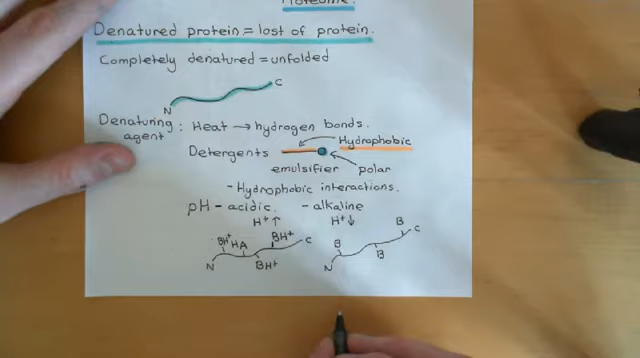 Proteome.
Denatured protein = lost of protein.
Completely denatured = unfolded
N C
Denaturing agent : Heat → hydrogen bonds.
Detergents Hydrophobic
emulsifier polar
- Hydrophobic interactions.
pH - acidic. - alkaline
H+ ↑ H+ ↓
BH+ HA BH+ C B C
N BH+ N B